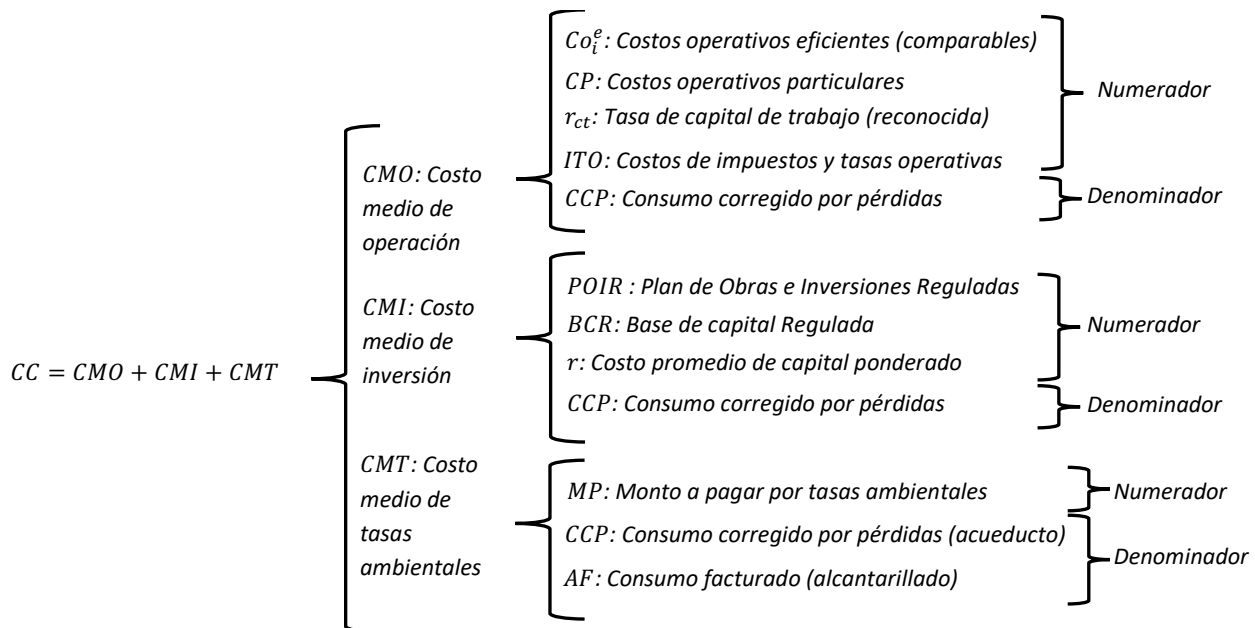 CC = CMO + CMI + CMT
CMO: Costo
medio de
operación
Co_i^e: Costos operativos eficientes (comparables)
CP: Costos operativos particulares
r_ct: Tasa de capital de trabajo (reconocida)
ITO: Costos de impuestos y tasas operativas
Numerador
CCP: Consumo corregido por pérdidas
Denominador
CMI: Costo
medio de
inversión
POIR : Plan de Obras e Inversiones Reguladas
BCR: Base de capital Regulada
r: Costo promedio de capital ponderado
Numerador
CCP: Consumo corregido por pérdidas
Denominador
CMT: Costo
medio de
tasas
ambientales
MP: Monto a pagar por tasas ambientales
Numerador
CCP: Consumo corregido por pérdidas (acueducto)
AF: Consumo facturado (alcantarillado)
Denominador